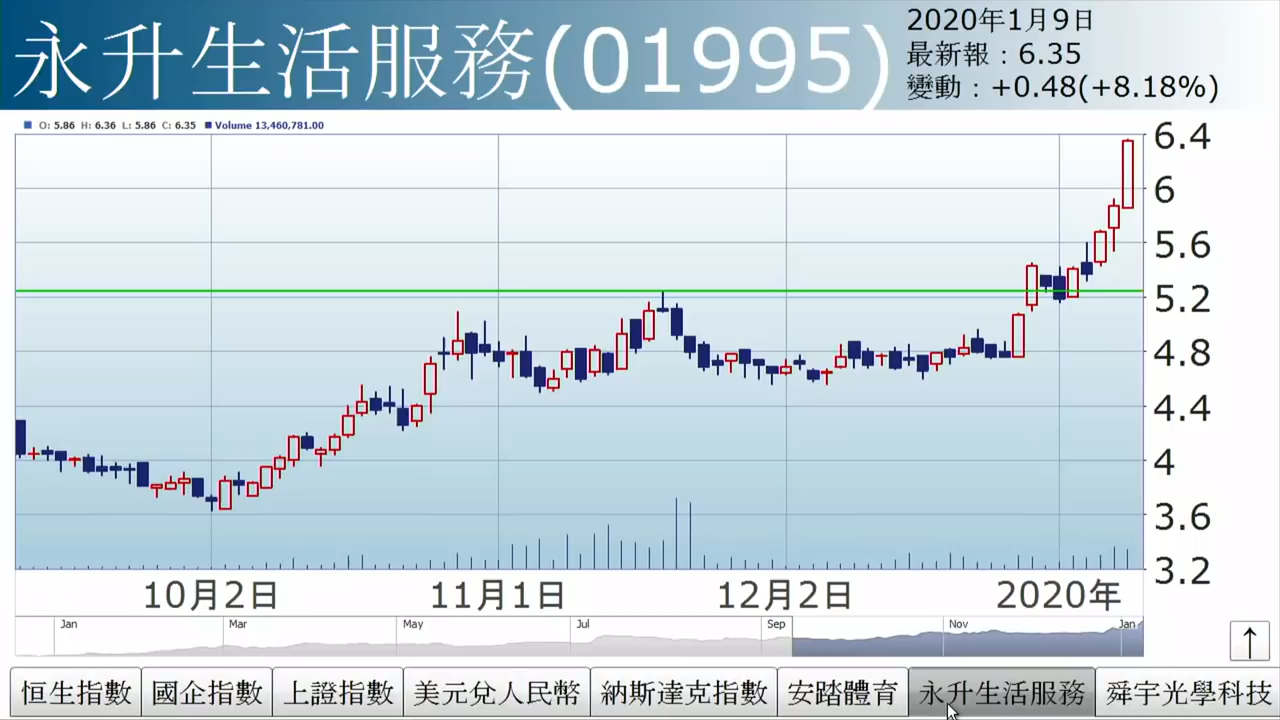 永升生活服務(01995)
2020年1月9日
最新報：6.35
變動：+0.48(+8.18%)
O: 5.86 H: 6.36 L: 5.86 C: 6.35 Volume 13,460,781.00
6.4
6
5.6
5.2
4.8
4.4
4
3.6
3.2
10月2日 11月1日 12月2日 2020年
Jan Mar May Jul Sep Nov Jan
↑
恒生指數 國企指數 上證指數 美元兌人民幣 納斯達克指數 安踏體育 永升生活服務 舜宇光學科技